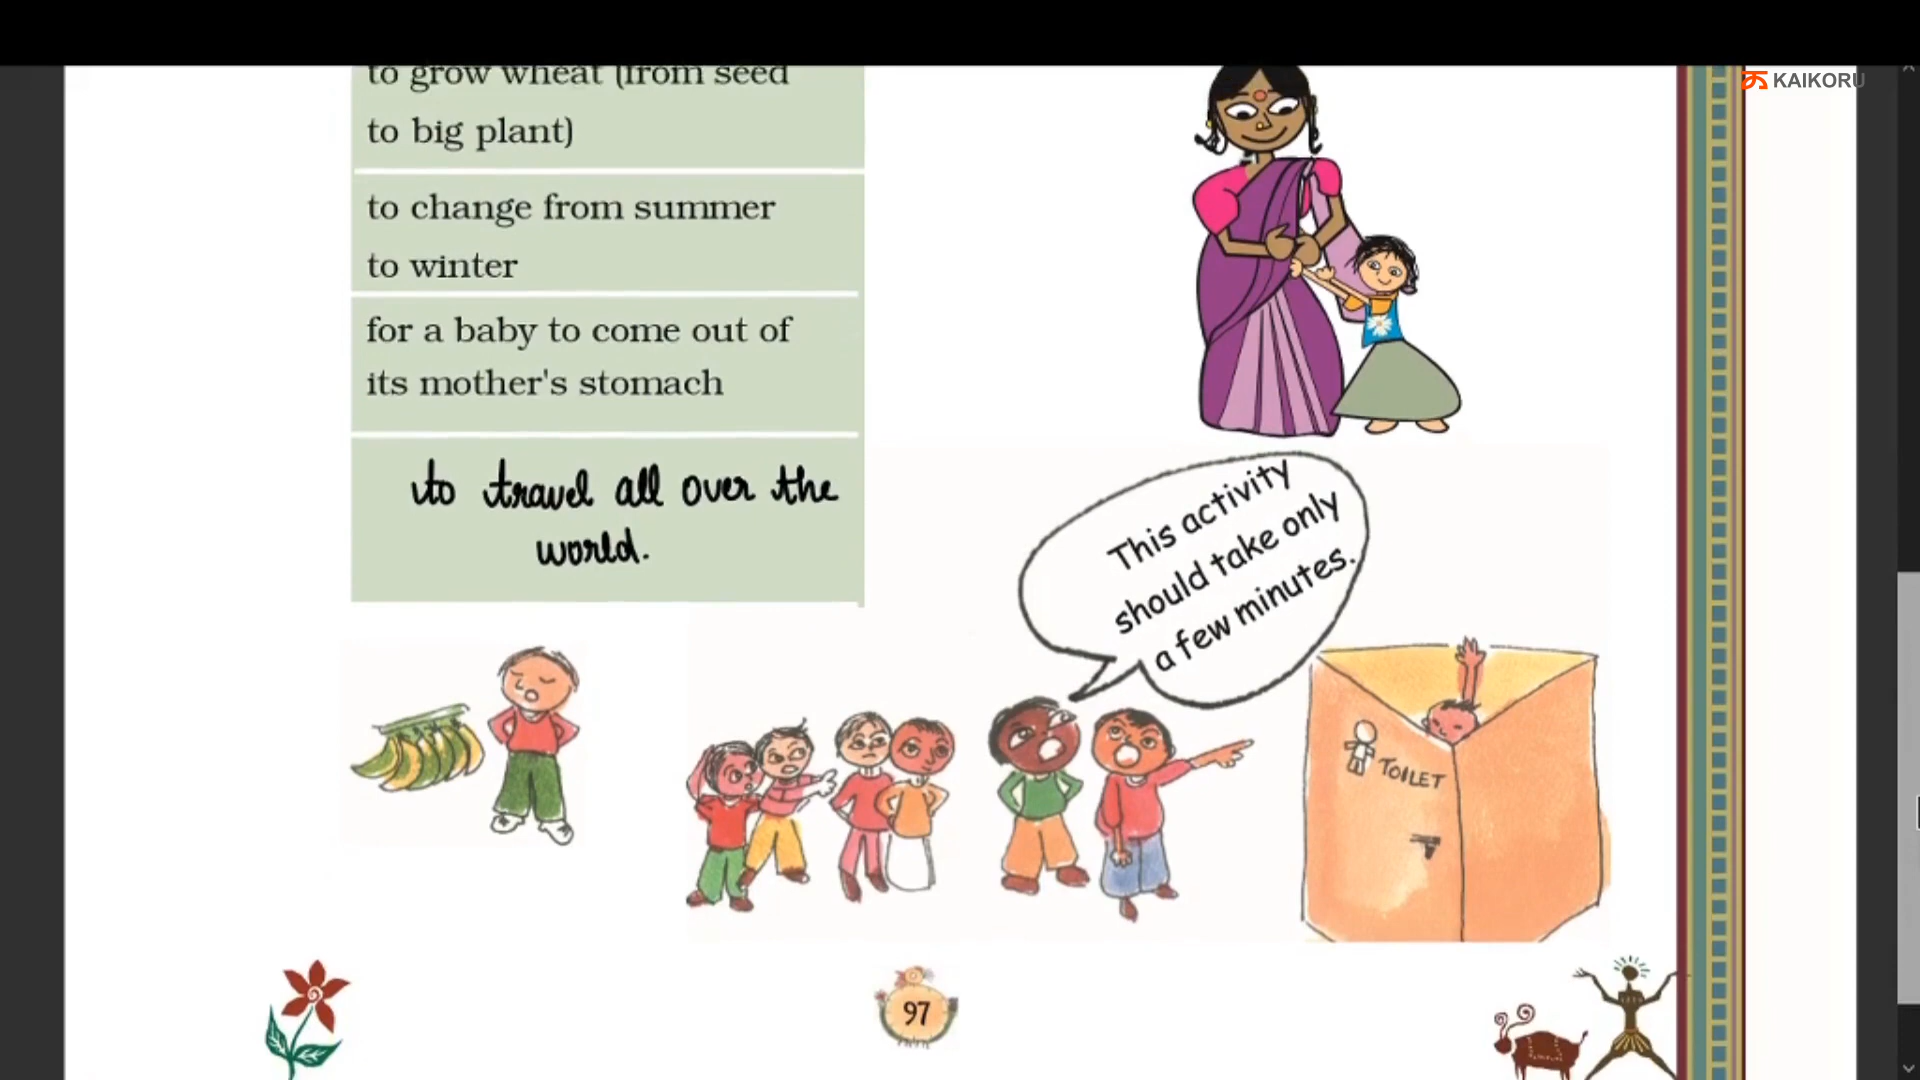 KAIKORU
to grow wheat (from seed
to big plant)
to change from summer
to winter
for a baby to come out of
its mother's stomach
to travel all over the
world.
This activity
should take only
a few minutes.
TOILET
97